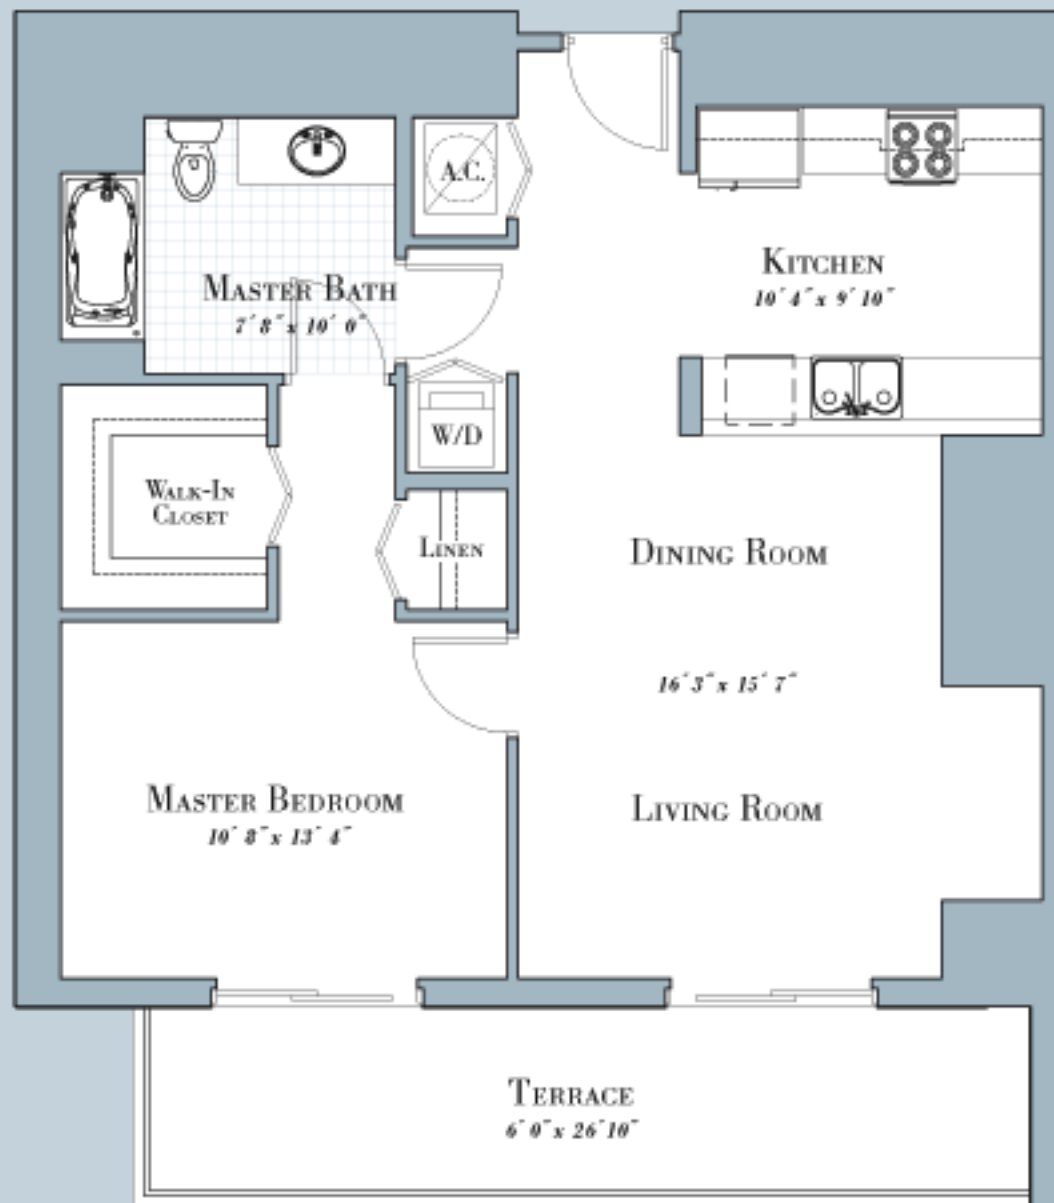 A.C.
Kitchen
10' 4" x 9' 10"
Master Bath
7' 8" x 10' 0"
W/D
Walk-In
Closet
Linen
Dining Room
16' 3" x 15' 7"
Master Bedroom
10' 8" x 13' 4"
Living Room
Terrace
6' 0" x 26' 10"